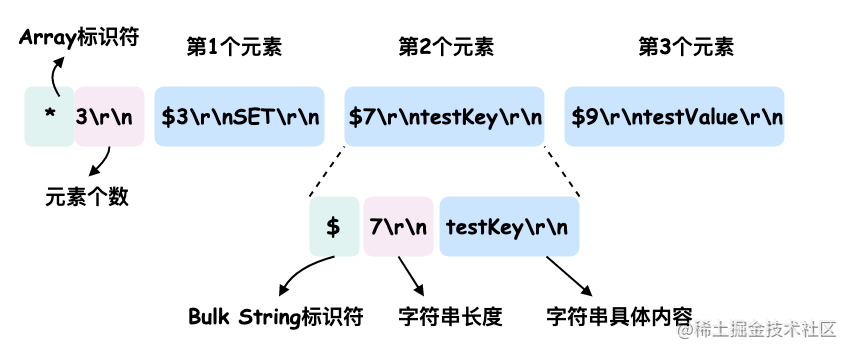 Array标识符
第1个元素
第2个元素
第3个元素
* 3\r\n $3\r\nSET\r\n $7\r\ntestKey\r\n $9\r\ntestValue\r\n
元素个数
$ 7\r\n testKey\r\n
Bulk String标识符
字符串长度
字符串具体内容
@稀土掘金技术社区